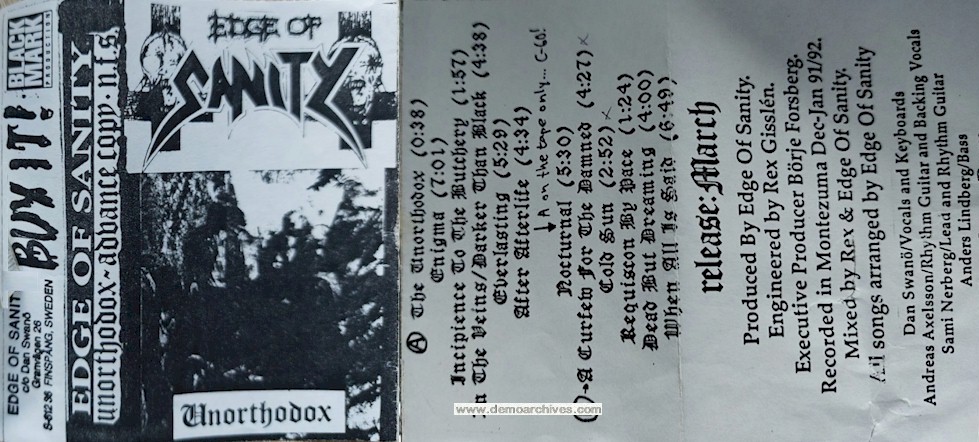 EDGE OF SANIT
c/o Dan Swanö
Granvägen 26
S-612 36 FINSPÅNG, SWEDEN
BUY IT!
BLACK
MARK
PRODUCTION
EDGE OF SANITY
unorthodox~advance copy n.f.s.
EDGE OF
SANITY
Unorthodox
A The Unorthodox (0:38)
Enigma (7:01)
Incipience To The Butchery (1:57)
In The Veins/Darker Than Black (4:38)
Everlasting (5:29)
After Afterlife (4:34)
A on the tape only... C-60!
Nocturnal (5:30)
()→A Curfew For The Damned (4:27) x
Cold Sun (2:52) x
Requiscon By Pace (1:24)
Dead But Dreaming (4:00)
When All Is Said (6:49)
release: March
Produced By Edge Of Sanity.
Engineered by Rex Gisslén.
Executive Producer Börje Forsberg.
Recorded in Montezuma Dec-Jan 91/92.
Mixed by Rex & Edge Of Sanity.
All songs arranged by Edge Of Sanity
Dan Swanö/Vocals and Keyboards
Andreas Axelsson/Rhythm Guitar and Backing Vocals
Sami Nerberg/Lead and Rhythm Guitar
Anders Lindberg/Bass
www.demoarchives.com